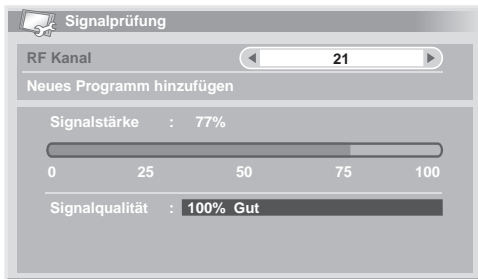 Signalprüfung
RF Kanal 21
Neues Programm hinzufügen
Signalstärke : 77%
0 25 50 75 100
Signalqualität : 100% Gut